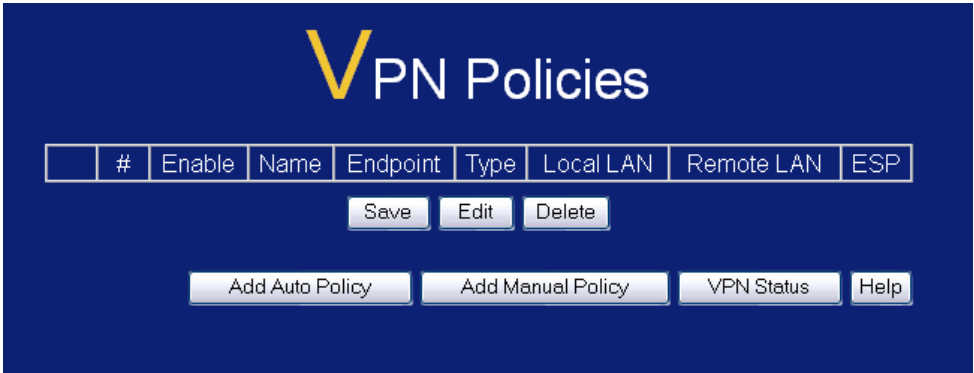 VPN Policies
# Enable Name Endpoint Type Local LAN Remote LAN ESP
Save Edit Delete
Add Auto Policy Add Manual Policy VPN Status Help